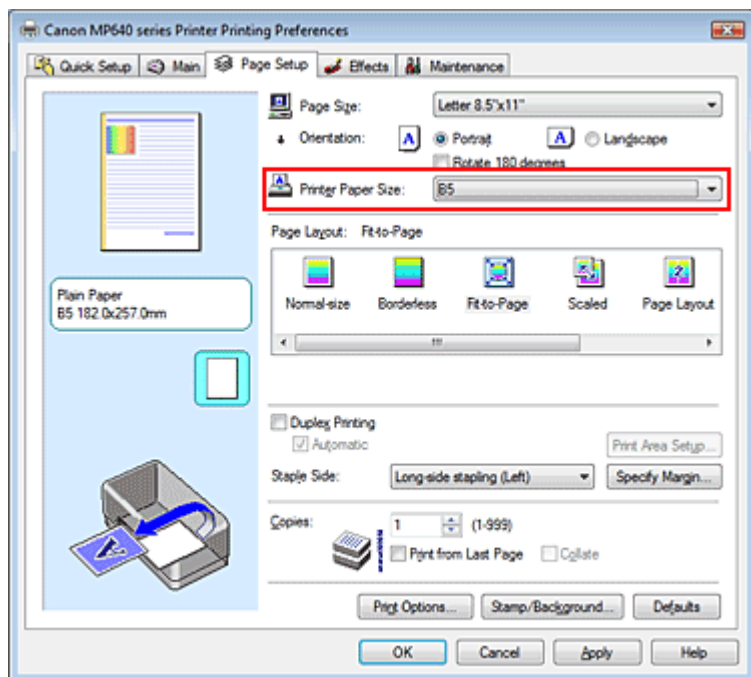 Canon MP640 series Printer Printing Preferences
Quick Setup Main Page Setup Effects Maintenance
Page Size: Letter 8.5"x11"
Orientation: A Portrait A Landscape
Rotate 180 degrees
Printer Paper Size: B5
Page Layout: Fit-to-Page
Normal-size Borderless Fit-to-Page Scaled Page Layout
Plain Paper
B5 182.0x257.0mm
Duplex Printing
Automatic
Print Area Setup...
Staple Side: Long-side stapling (Left) Specify Margin...
Copies: 1 (1-999)
Print from Last Page Collate
Print Options... Stamp/Background... Defaults
OK Cancel Apply Help